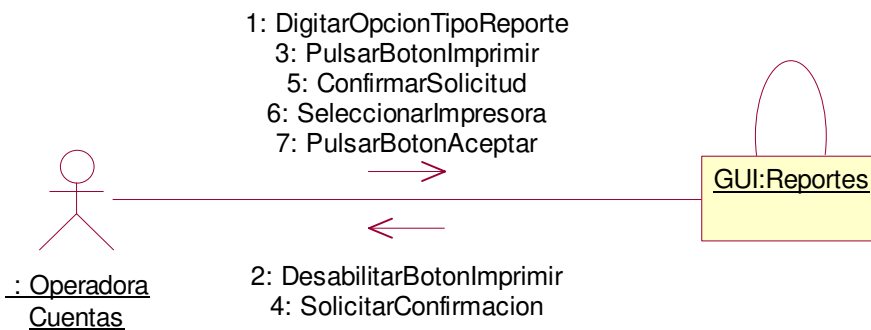 1: DigitarOpcionTipoReporte
3: PulsarBotonImprimir
5: ConfirmarSolicitud
6: SeleccionarImpresora
7: PulsarBotonAceptar
GUI:Reportes
2: DesabilitarBotonImprimir
4: SolicitarConfirmacion
: Operadora
Cuentas